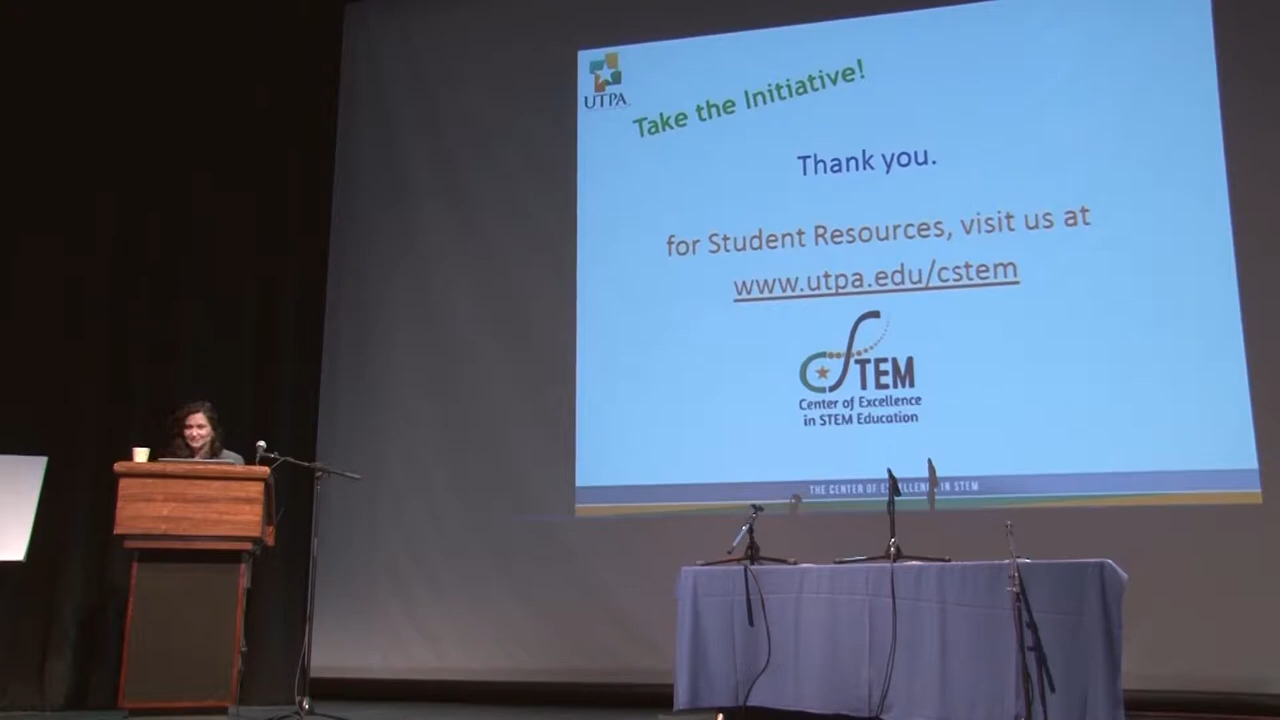 UTPA
Take the Initiative!
Thank you.
for Student Resources, visit us at
www.utpa.edu/cstem
CSTEM
Center of Excellence
in STEM Education
THE CENTER OF EXCELLENCE IN STEM